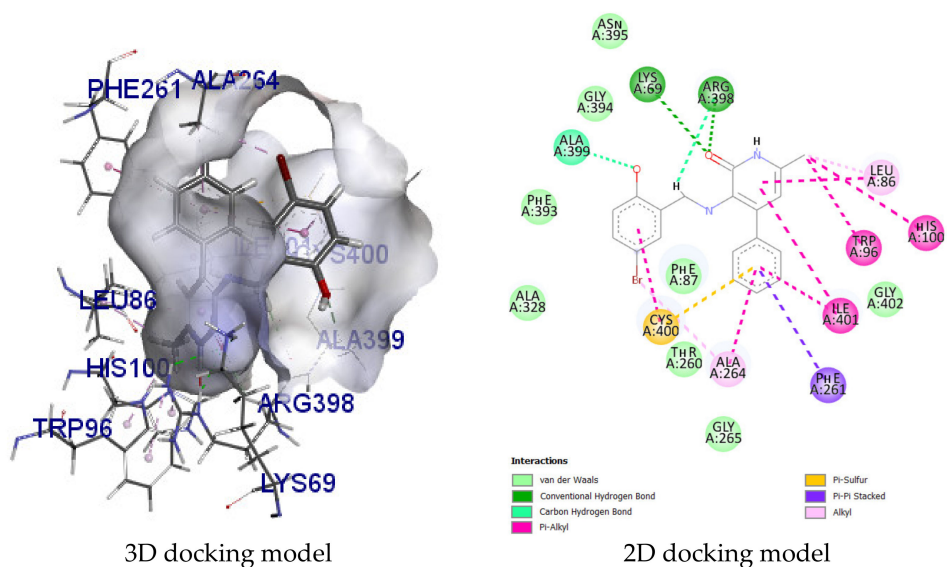 PHE261
ALA264
S400
LEU86
ALA399
HIS100
ARG398
TRP96
LYS69
ASN
A:395
LYS
A:69
ARG
A:398
GLY
A:394
ALA
A:399
O
N
H
LEU
A:86
O
H
N
PHE
A:393
HIS
A:100
TRP
A:96
PHE
A:87
Br
GLY
A:402
ALA
A:328
ILE
A:401
CYS
A:400
THR
A:260
ALA
A:264
PHE
A:261
GLY
A:265
Interactions
van der Waals
Conventional Hydrogen Bond
Carbon Hydrogen Bond
Pi-Alkyl
Pi-Sulfur
Pi-Pi Stacked
Alkyl
3D docking model
2D docking model